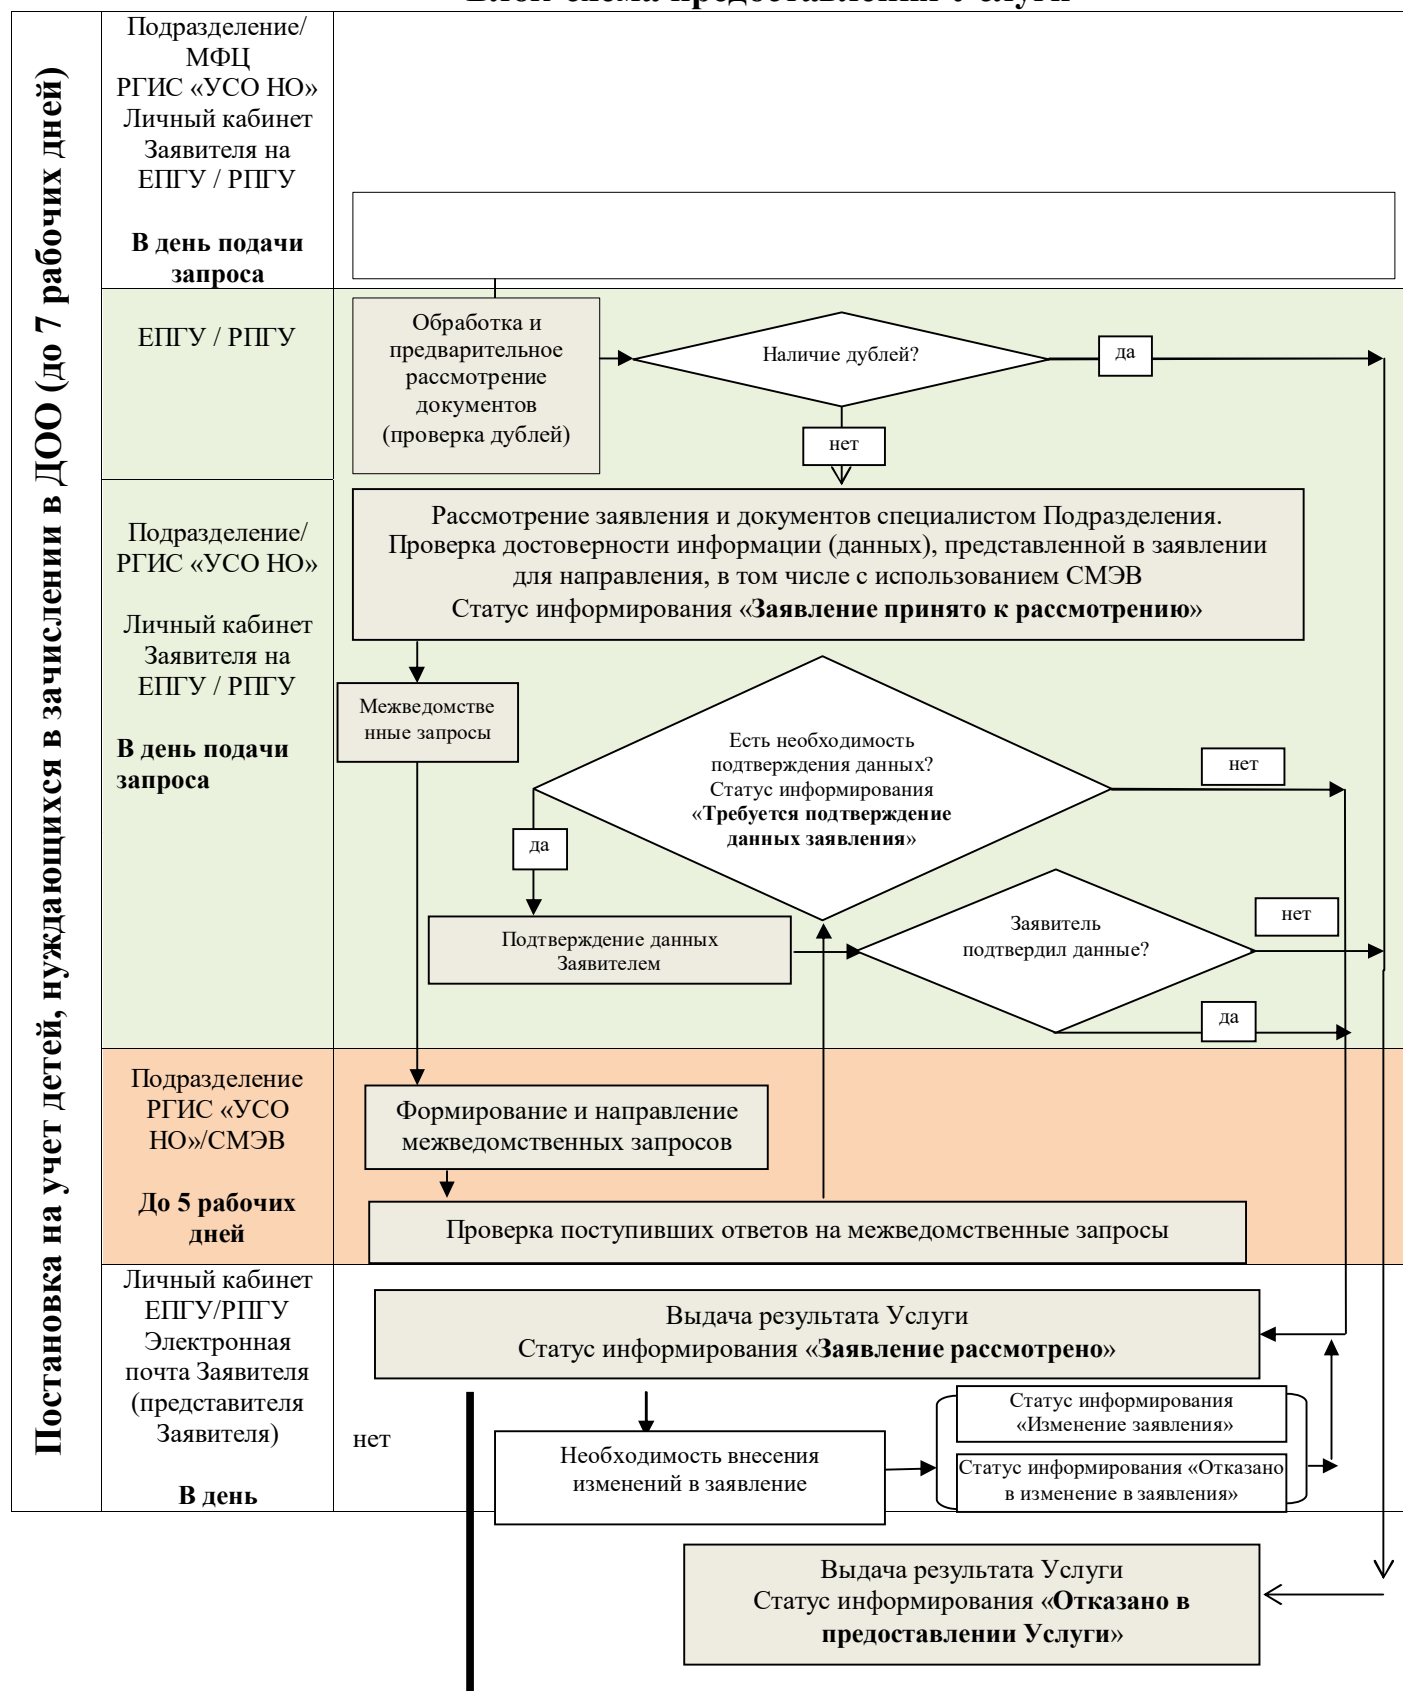 Блок-схема предоставления Услуги
Постановка на учет детей, нуждающихся в зачислении в ДОО (до 7 рабочих дней)
Подразделение/
МФЦ
РГИС «УСО НО»
Личный кабинет
Заявителя на
ЕПГУ / РПГУ
В день подачи
запроса
ЕПГУ / РПГУ
Обработка и
предварительное
рассмотрение
документов
(проверка дублей)
Наличие дублей?
да
нет
Подразделение/
РГИС «УСО НО»
Личный кабинет
Заявителя на
ЕПГУ / РПГУ
В день подачи
запроса
Рассмотрение заявления и документов специалистом Подразделения.
Проверка достоверности информации (данных), представленной в заявлении
для направления, в том числе с использованием СМЭВ
Статус информирования «Заявление принято к рассмотрению»
Межведомстве
нные запросы
Есть необходимость
подтверждения данных?
Статус информирования
«Требуется подтверждение
данных заявления»
нет
да
Подтверждение данных
Заявителем
Заявитель
подтвердил данные?
нет
да
Подразделение
РГИС «УСО
НО»/СМЭВ
До 5 рабочих
дней
Формирование и направление
межведомственных запросов
Проверка поступивших ответов на межведомственные запросы
Личный кабинет
ЕПГУ/РПГУ
Электронная
почта Заявителя
(представителя
Заявителя)
В день
Выдача результата Услуги
Статус информирования «Заявление рассмотрено»
нет
Необходимость внесения
изменений в заявление
Статус информирования
«Изменение заявления»
Статус информирования «Отказано
в изменение в заявления»
Выдача результата Услуги
Статус информирования «Отказано в
предоставлении Услуги»